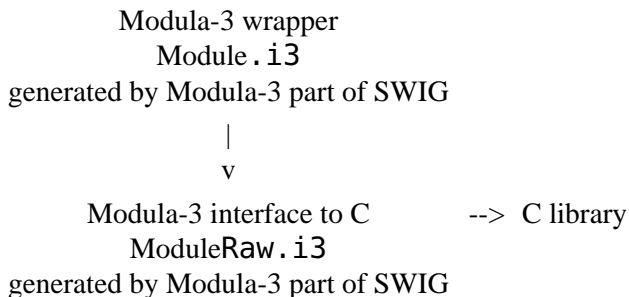 Modula-3 wrapper
Module.i3
generated by Modula-3 part of SWIG
|
v
Modula-3 interface to C --> C library
ModuleRaw.i3
generated by Modula-3 part of SWIG